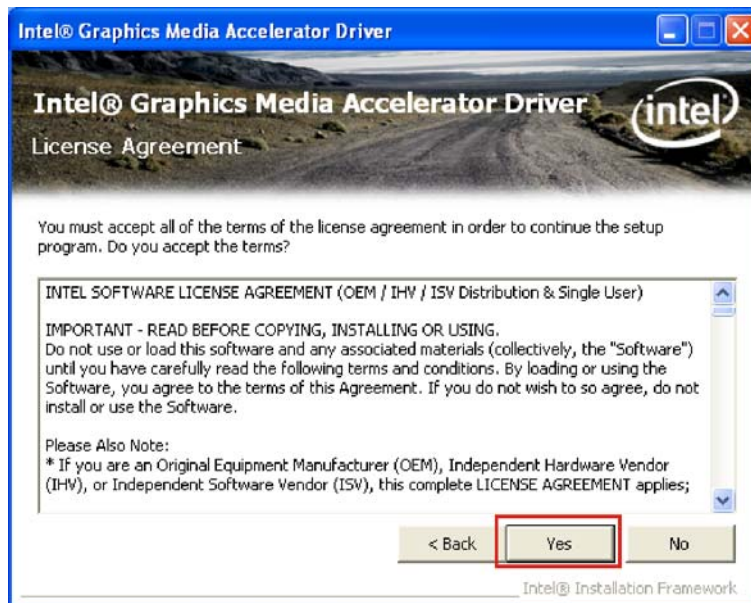 Intel® Graphics Media Accelerator Driver
Intel® Graphics Media Accelerator Driver
intel
License Agreement
You must accept all of the terms of the license agreement in order to continue the setup
program. Do you accept the terms?
INTEL SOFTWARE LICENSE AGREEMENT (OEM / IHV / ISV Distribution & Single User)
IMPORTANT - READ BEFORE COPYING, INSTALLING OR USING.
Do not use or load this software and any associated materials (collectively, the "Software")
until you have carefully read the following terms and conditions. By loading or using the
Software, you agree to the terms of this Agreement. If you do not wish to so agree, do not
install or use the Software.
Please Also Note:
* If you are an Original Equipment Manufacturer (OEM), Independent Hardware Vendor
(IHV), or Independent Software Vendor (ISV), this complete LICENSE AGREEMENT applies;
< Back Yes No
Intel® Installation Framework